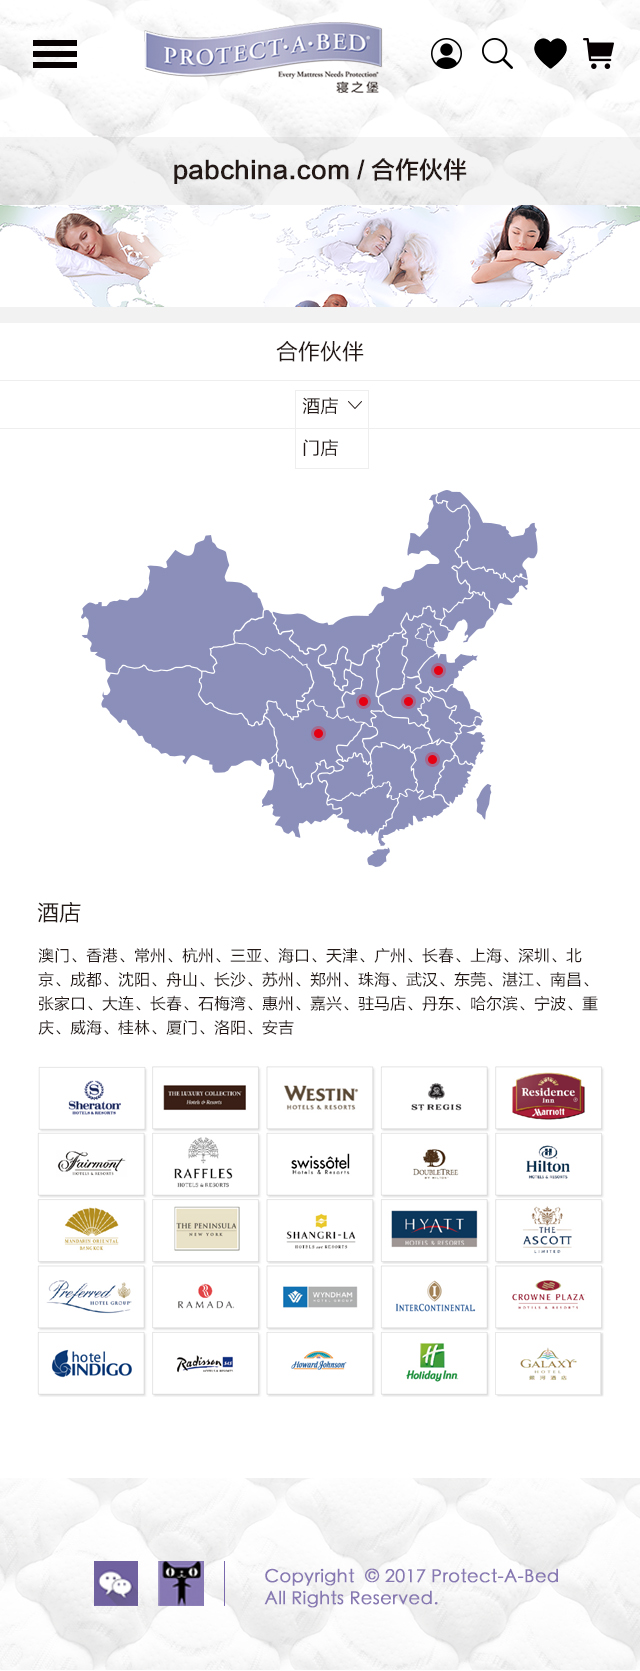 PROTECT·A·BED®
Every Mattress Needs Protection®
寝之堡
pabchina.com / 合作伙伴
合作伙伴
酒店
门店
酒店
澳门、香港、常州、杭州、三亚、海口、天津、广州、长春、上海、深圳、北
京、成都、沈阳、舟山、长沙、苏州、郑州、珠海、武汉、东莞、湛江、南昌、
张家口、大连、长春、石梅湾、惠州、嘉兴、驻马店、丹东、哈尔滨、宁波、重
庆、威海、桂林、厦门、洛阳、安吉
Sheraton
HOTELS & RESORTS
THE LUXURY COLLECTION
Hotels & Resorts
WESTIN®
HOTELS & RESORTS
ST REGIS
Residence
Inn
Marriott
Fairmont
HOTELS & RESORTS
RAFFLES
HOTELS & RESORTS
swissôtel
Hotels & Resorts
DOUBLETREE
Hilton
HOTELS & RESORTS
MANDARIN ORIENTAL
BANGKOK
THE PENINSULA
NEW YORK
SHANGRI-LA
HOTELS and RESORTS
HYATT
HOTELS & RESORTS
THE
ASCOTT
LIMITED
Preferred
HOTEL GROUP
RAMADA.
WYNDHAM
HOTEL GROUP
INTERCONTINENTAL.
CROWNE PLAZA
HOTELS & RESORTS
hotel
INDIGO
Radisson
HOTELS & RESORTS
Howard Johnson
Holiday Inn
GALAXY
HOTEL
銀河酒店
Copyright © 2017 Protect-A-Bed
All Rights Reserved.